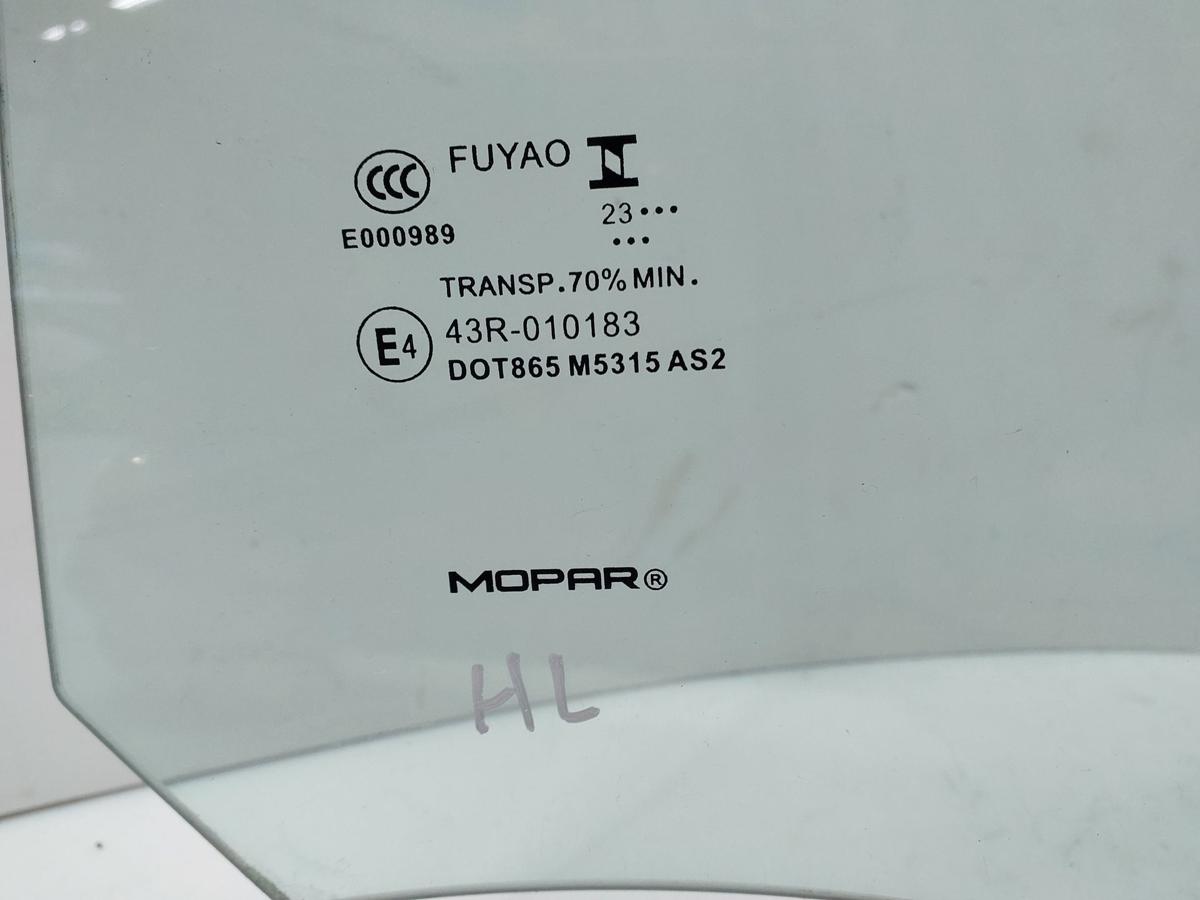 CCC FUYAO
23•••
E000989
•••
TRANSP.70% MIN.
E4 43R-010183
DOT865 M5315 AS2
MOPAR®
HL